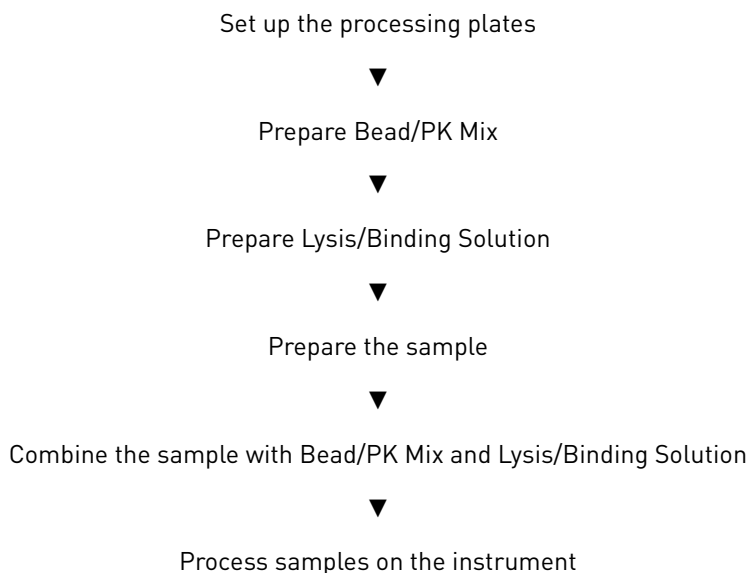 Set up the processing plates
▼
Prepare Bead/PK Mix
▼
Prepare Lysis/Binding Solution
▼
Prepare the sample
▼
Combine the sample with Bead/PK Mix and Lysis/Binding Solution
▼
Process samples on the instrument